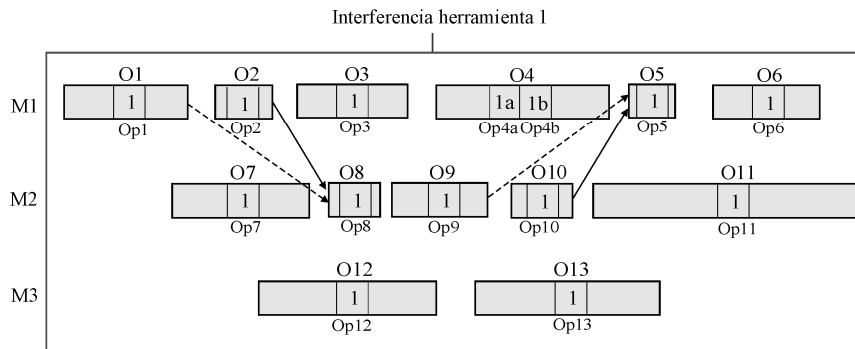 Interferencia herramienta 1
O1 O2 O3 O4 O5 O6
M1 1 1 1 1a 1b 1 1
Op1 Op2 Op3 Op4a Op4b Op5 Op6
O7 O8 O9 O10 O11
M2 1 1 1 1 1
Op7 Op8 Op9 Op10 Op11
O12 O13
M3 1 1
Op12 Op13